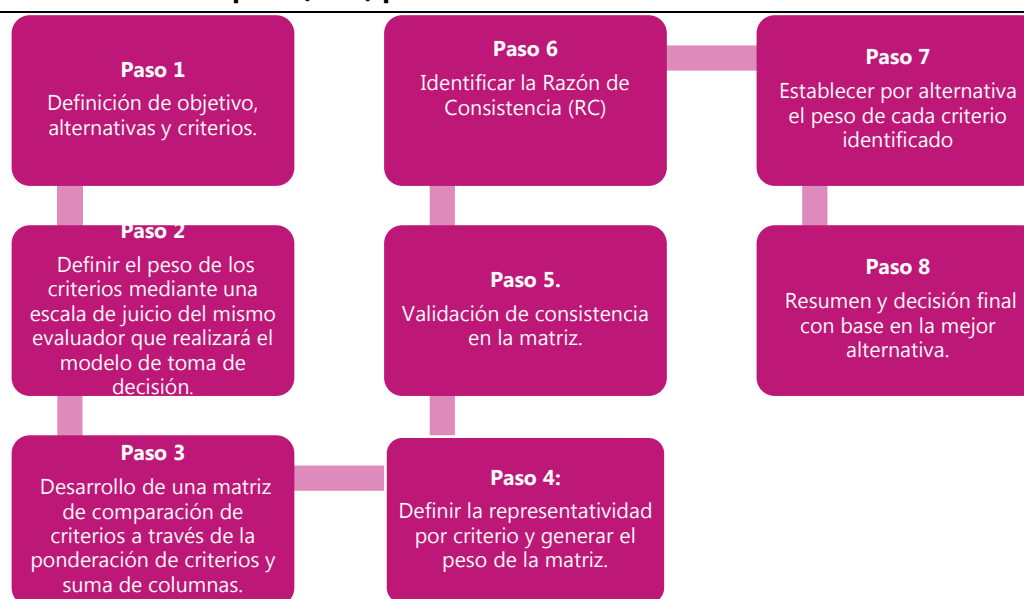 Paso 1
Definición de objetivo,
alternativas y criterios.
Paso 2
Definir el peso de los
criterios mediante una
escala de juicio del mismo
evaluador que realizará el
modelo de toma de
decisión.
Paso 3
Desarrollo de una matriz
de comparación de
criterios a través de la
ponderación de criterios y
suma de columnas.
Paso 4:
Definir la representatividad
por criterio y generar el
peso de la matriz.
Paso 5.
Validación de consistencia
en la matriz.
Paso 6
Identificar la Razón de
Consistencia (RC)
Paso 7
Establecer por alternativa
el peso de cada criterio
identificado
Paso 8
Resumen y decisión final
con base en la mejor
alternativa.